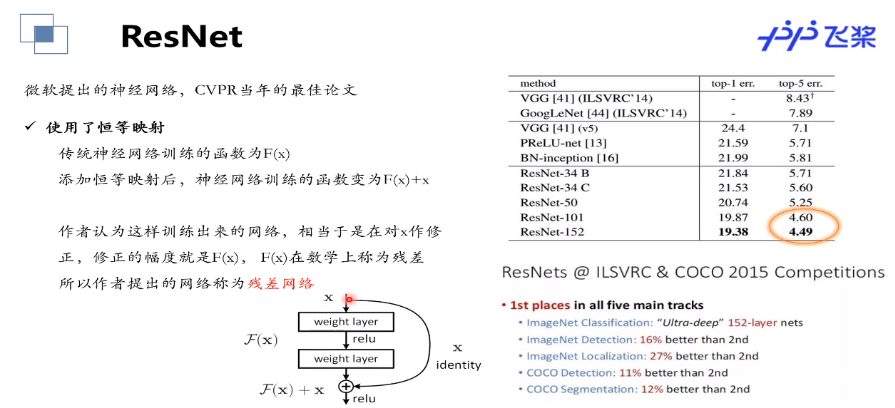 ResNet
飞桨
微软提出的神经网络，CVPR当年的最佳论文
✓ 使用了恒等映射
传统神经网络训练的函数为F(x)
添加恒等映射后，神经网络训练的函数变为F(x)+x
作者认为这样训练出来的网络，相当于是在对x作修
正，修正的幅度就是F(x)， F(x)在数学上称为残差
所以作者提出的网络称为残差网络
x
weight layer
F(x)
relu
weight layer
x
identity
F(x) + x
relu
method top-1 err. top-5 err.
VGG [41] (ILSVRC'14) - 8.43†
GoogLeNet [44] (ILSVRC'14) - 7.89
VGG [41] (v5) 24.4 7.1
PReLU-net [13] 21.59 5.71
BN-inception [16] 21.99 5.81
ResNet-34 B 21.84 5.71
ResNet-34 C 21.53 5.60
ResNet-50 20.74 5.25
ResNet-101 19.87 4.60
ResNet-152 19.38 4.49
ResNets @ ILSVRC & COCO 2015 Competitions
• 1st places in all five main tracks
• ImageNet Classification: "Ultra-deep" 152-layer nets
• ImageNet Detection: 16% better than 2nd
• ImageNet Localization: 27% better than 2nd
• COCO Detection: 11% better than 2nd
• COCO Segmentation: 12% better than 2nd